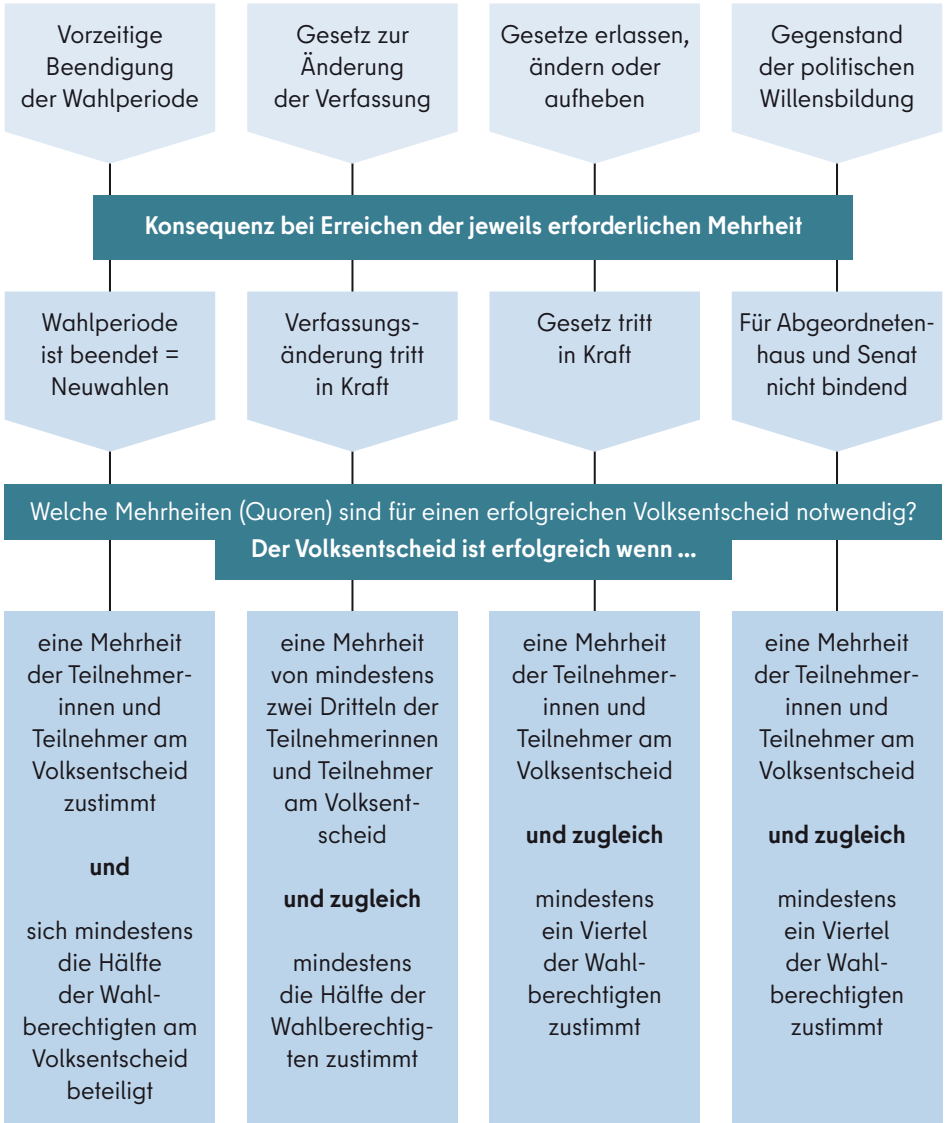 Vorzeitige
Beendigung
der Wahlperiode
Gesetz zur
Änderung
der Verfassung
Gesetze erlassen,
ändern oder
aufheben
Gegenstand
der politischen
Willensbildung
Konsequenz bei Erreichen der jeweils erforderlichen Mehrheit
Wahlperiode
ist beendet =
Neuwahlen
Verfassungs-
änderung tritt
in Kraft
Gesetz tritt
in Kraft
Für Abgeordneten-
haus und Senat
nicht bindend
Welche Mehrheiten (Quoren) sind für einen erfolgreichen Volksentscheid notwendig?
Der Volksentscheid ist erfolgreich wenn ...
eine Mehrheit
der Teilnehmer-
innen und
Teilnehmer am
Volksentscheid
zustimmt
und
sich mindestens
die Hälfte
der Wahl-
berechtigten am
Volksentscheid
beteiligt
eine Mehrheit
von mindestens
zwei Dritteln der
Teilnehmerinnen
und Teilnehmer
am Volksent-
scheid
und zugleich
mindestens
die Hälfte der
Wahlberechtig-
ten zustimmt
eine Mehrheit
der Teilnehmer-
innen und
Teilnehmer am
Volksentscheid
und zugleich
mindestens
ein Viertel
der Wahl-
berechtigten
zustimmt
eine Mehrheit
der Teilnehmer-
innen und
Teilnehmer am
Volksentscheid
und zugleich
mindestens
ein Viertel
der Wahl-
berechtigten
zustimmt